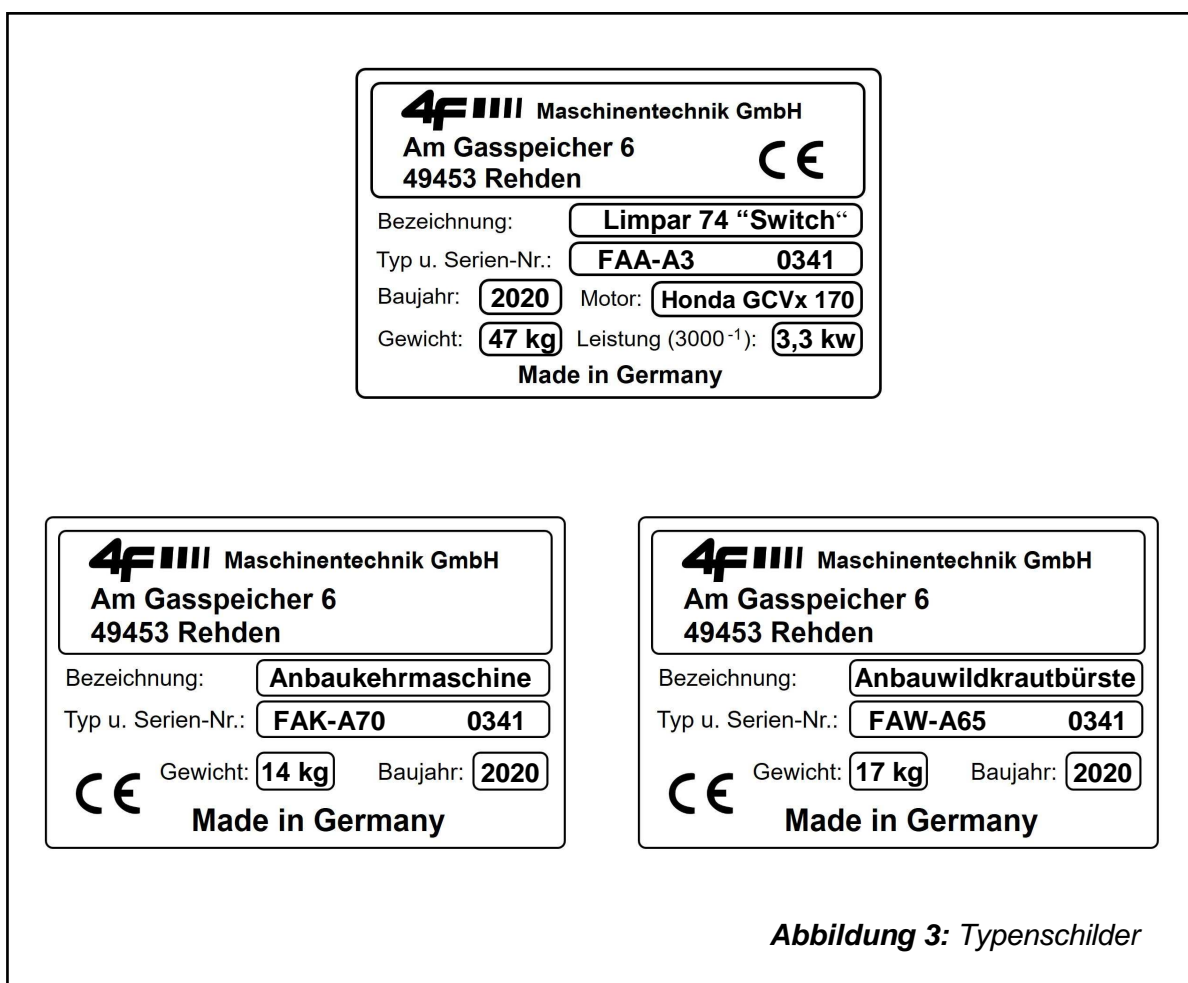 4F Maschinentechnik GmbH
Am Gasspeicher 6
49453 Rehden
CE
Bezeichnung: Limpar 74 “Switch“
Typ u. Serien-Nr.: FAA-A3 0341
Baujahr: 2020 Motor: Honda GCVx 170
Gewicht: 47 kg Leistung (3000⁻¹): 3,3 kw
Made in Germany
4F Maschinentechnik GmbH
Am Gasspeicher 6
49453 Rehden
Bezeichnung: Anbaukehrmaschine
Typ u. Serien-Nr.: FAK-A70 0341
CE Gewicht: 14 kg Baujahr: 2020
Made in Germany
4F Maschinentechnik GmbH
Am Gasspeicher 6
49453 Rehden
Bezeichnung: Anbauwildkrautbürste
Typ u. Serien-Nr.: FAW-A65 0341
CE Gewicht: 17 kg Baujahr: 2020
Made in Germany
Abbildung 3: Typenschilder